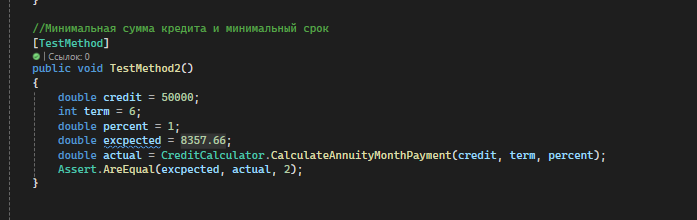 }
//Минимальная сумма кредита и минимальный срок
[TestMethod]
| Ссылок: 0
public void TestMethod2()
{
double credit = 50000;
int term = 6;
double percent = 1;
double excpected = 8357.66;
double actual = CreditCalculator.CalculateAnnuityMonthPayment(credit, term, percent);
Assert.AreEqual(excpected, actual, 2);
}